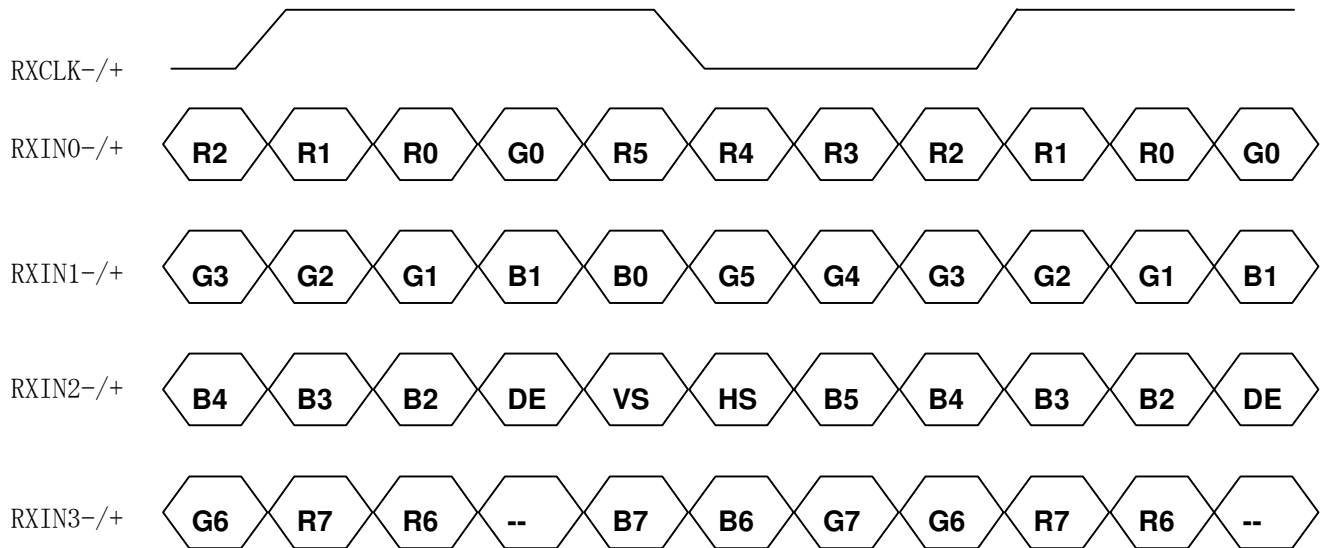 RXCLK-/+
RXIN0-/+ R2 R1 R0 G0 R5 R4 R3 R2 R1 R0 G0
RXIN1-/+ G3 G2 G1 B1 B0 G5 G4 G3 G2 G1 B1
RXIN2-/+ B4 B3 B2 DE VS HS B5 B4 B3 B2 DE
RXIN3-/+ G6 R7 R6 -- B7 B6 G7 G6 R7 R6 --